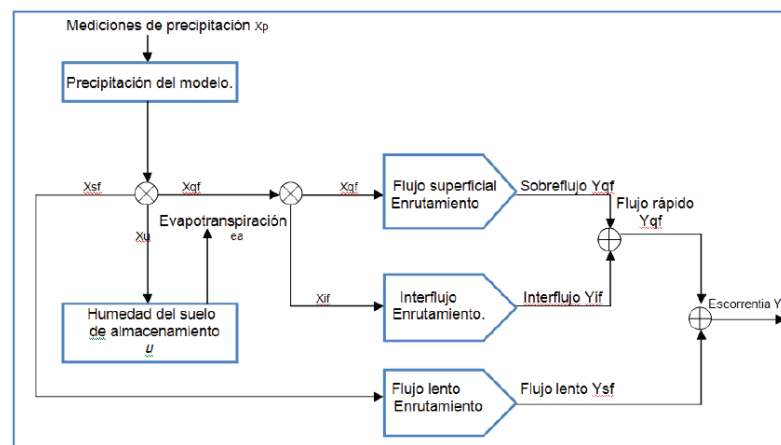 Mediciones de precipitación Xp
Precipitación del modelo.
Xsf
Xqf
Xqf
Flujo superficial
Enrutamiento
Sobreflujo Yqf
Flujo rápido
Yqf
Evapotranspiración
ea
Xu
Xif
Interflujo
Enrutamiento.
Interflujo Yif
Escorrentia Y
Humedad del suelo
de almacenamiento
u
Flujo lento
Enrutamiento
Flujo lento Ysf